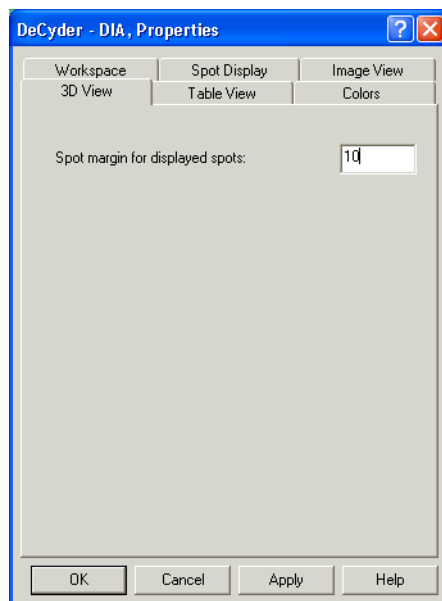 DeCyder - DIA, Properties
Workspace Spot Display Image View
3D View Table View Colors
Spot margin for displayed spots: 10
OK Cancel Apply Help